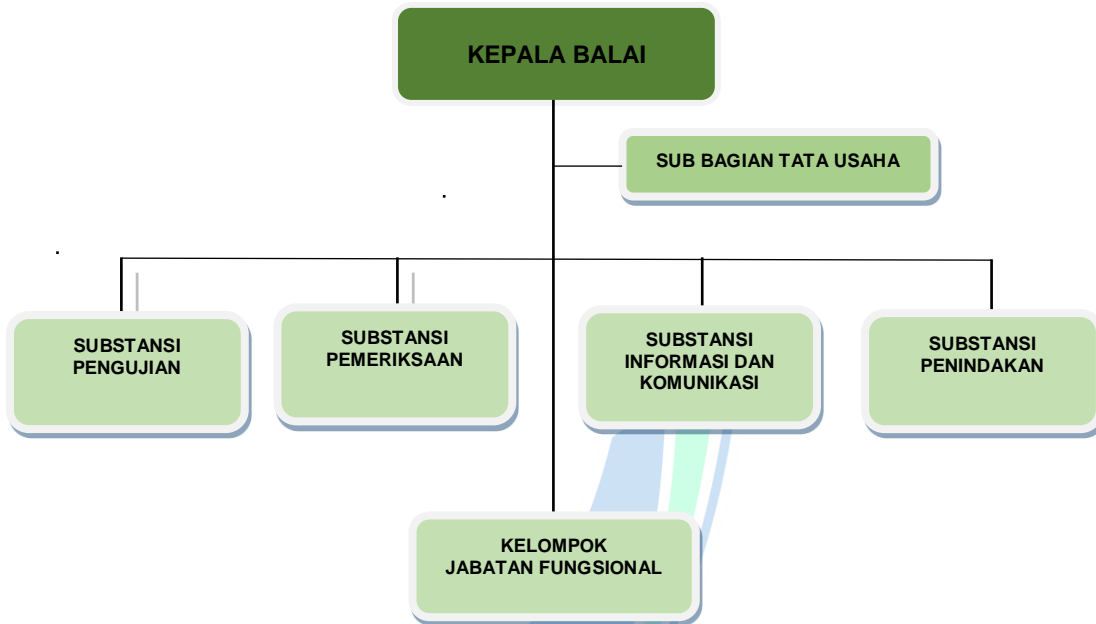 KEPALA BALAI
SUB BAGIAN TATA USAHA
SUBSTANSI
PENGUJIAN
SUBSTANSI
PEMERIKSAAN
SUBSTANSI
INFORMASI DAN
KOMUNIKASI
SUBSTANSI
PENINDAKAN
KELOMPOK
JABATAN FUNGSIONAL